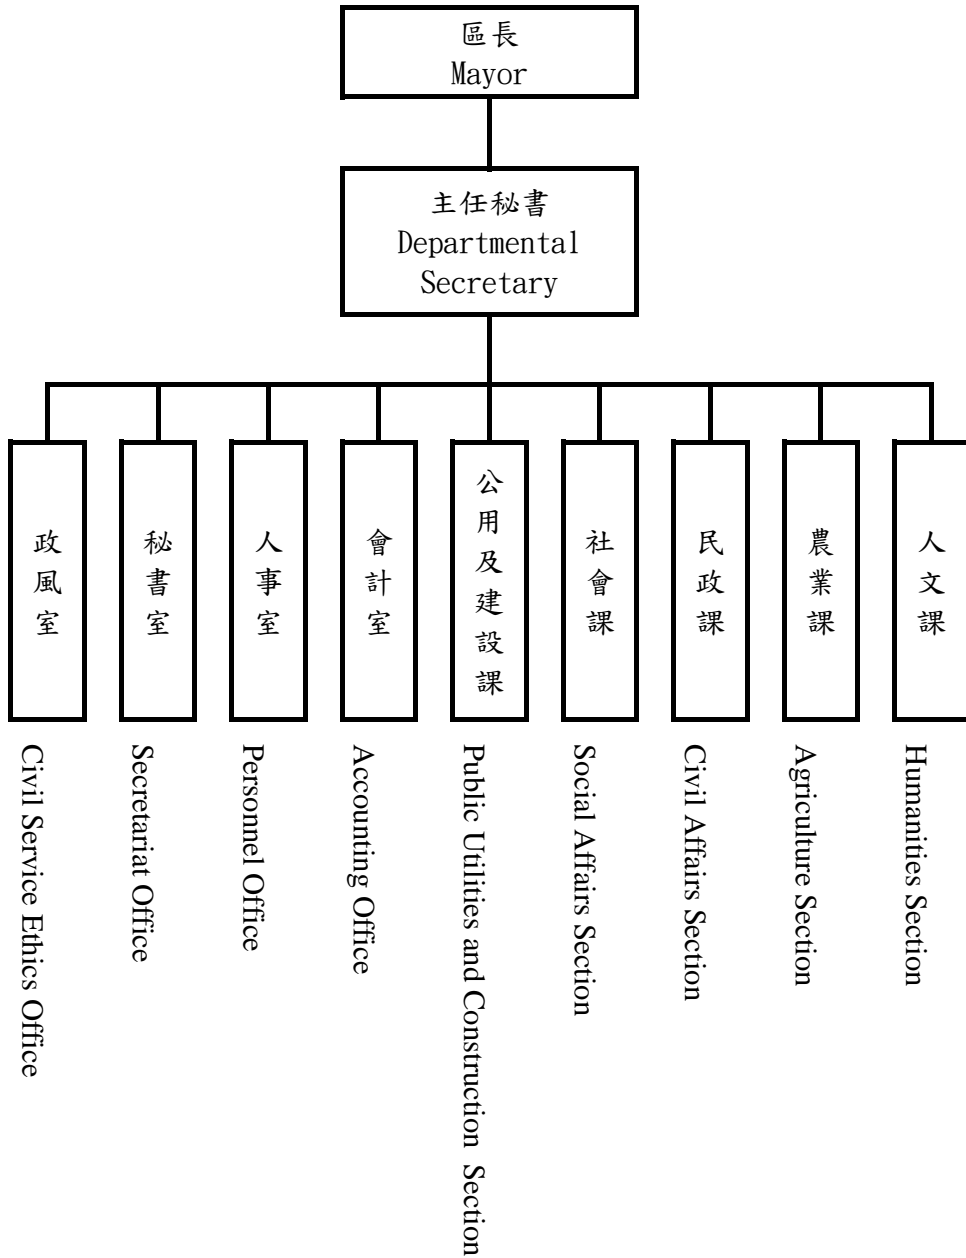 區長
Mayor
主任秘書
Departmental
Secretary
政風室
秘書室
人事室
會計室
公用及建設課
社會課
民政課
農業課
人文課
Civil Service Ethics Office
Secretariat Office
Personnel Office
Accounting Office
Public Utilities and Construction Section
Social Affairs Section
Civil Affairs Section
Agriculture Section
Humanities Section